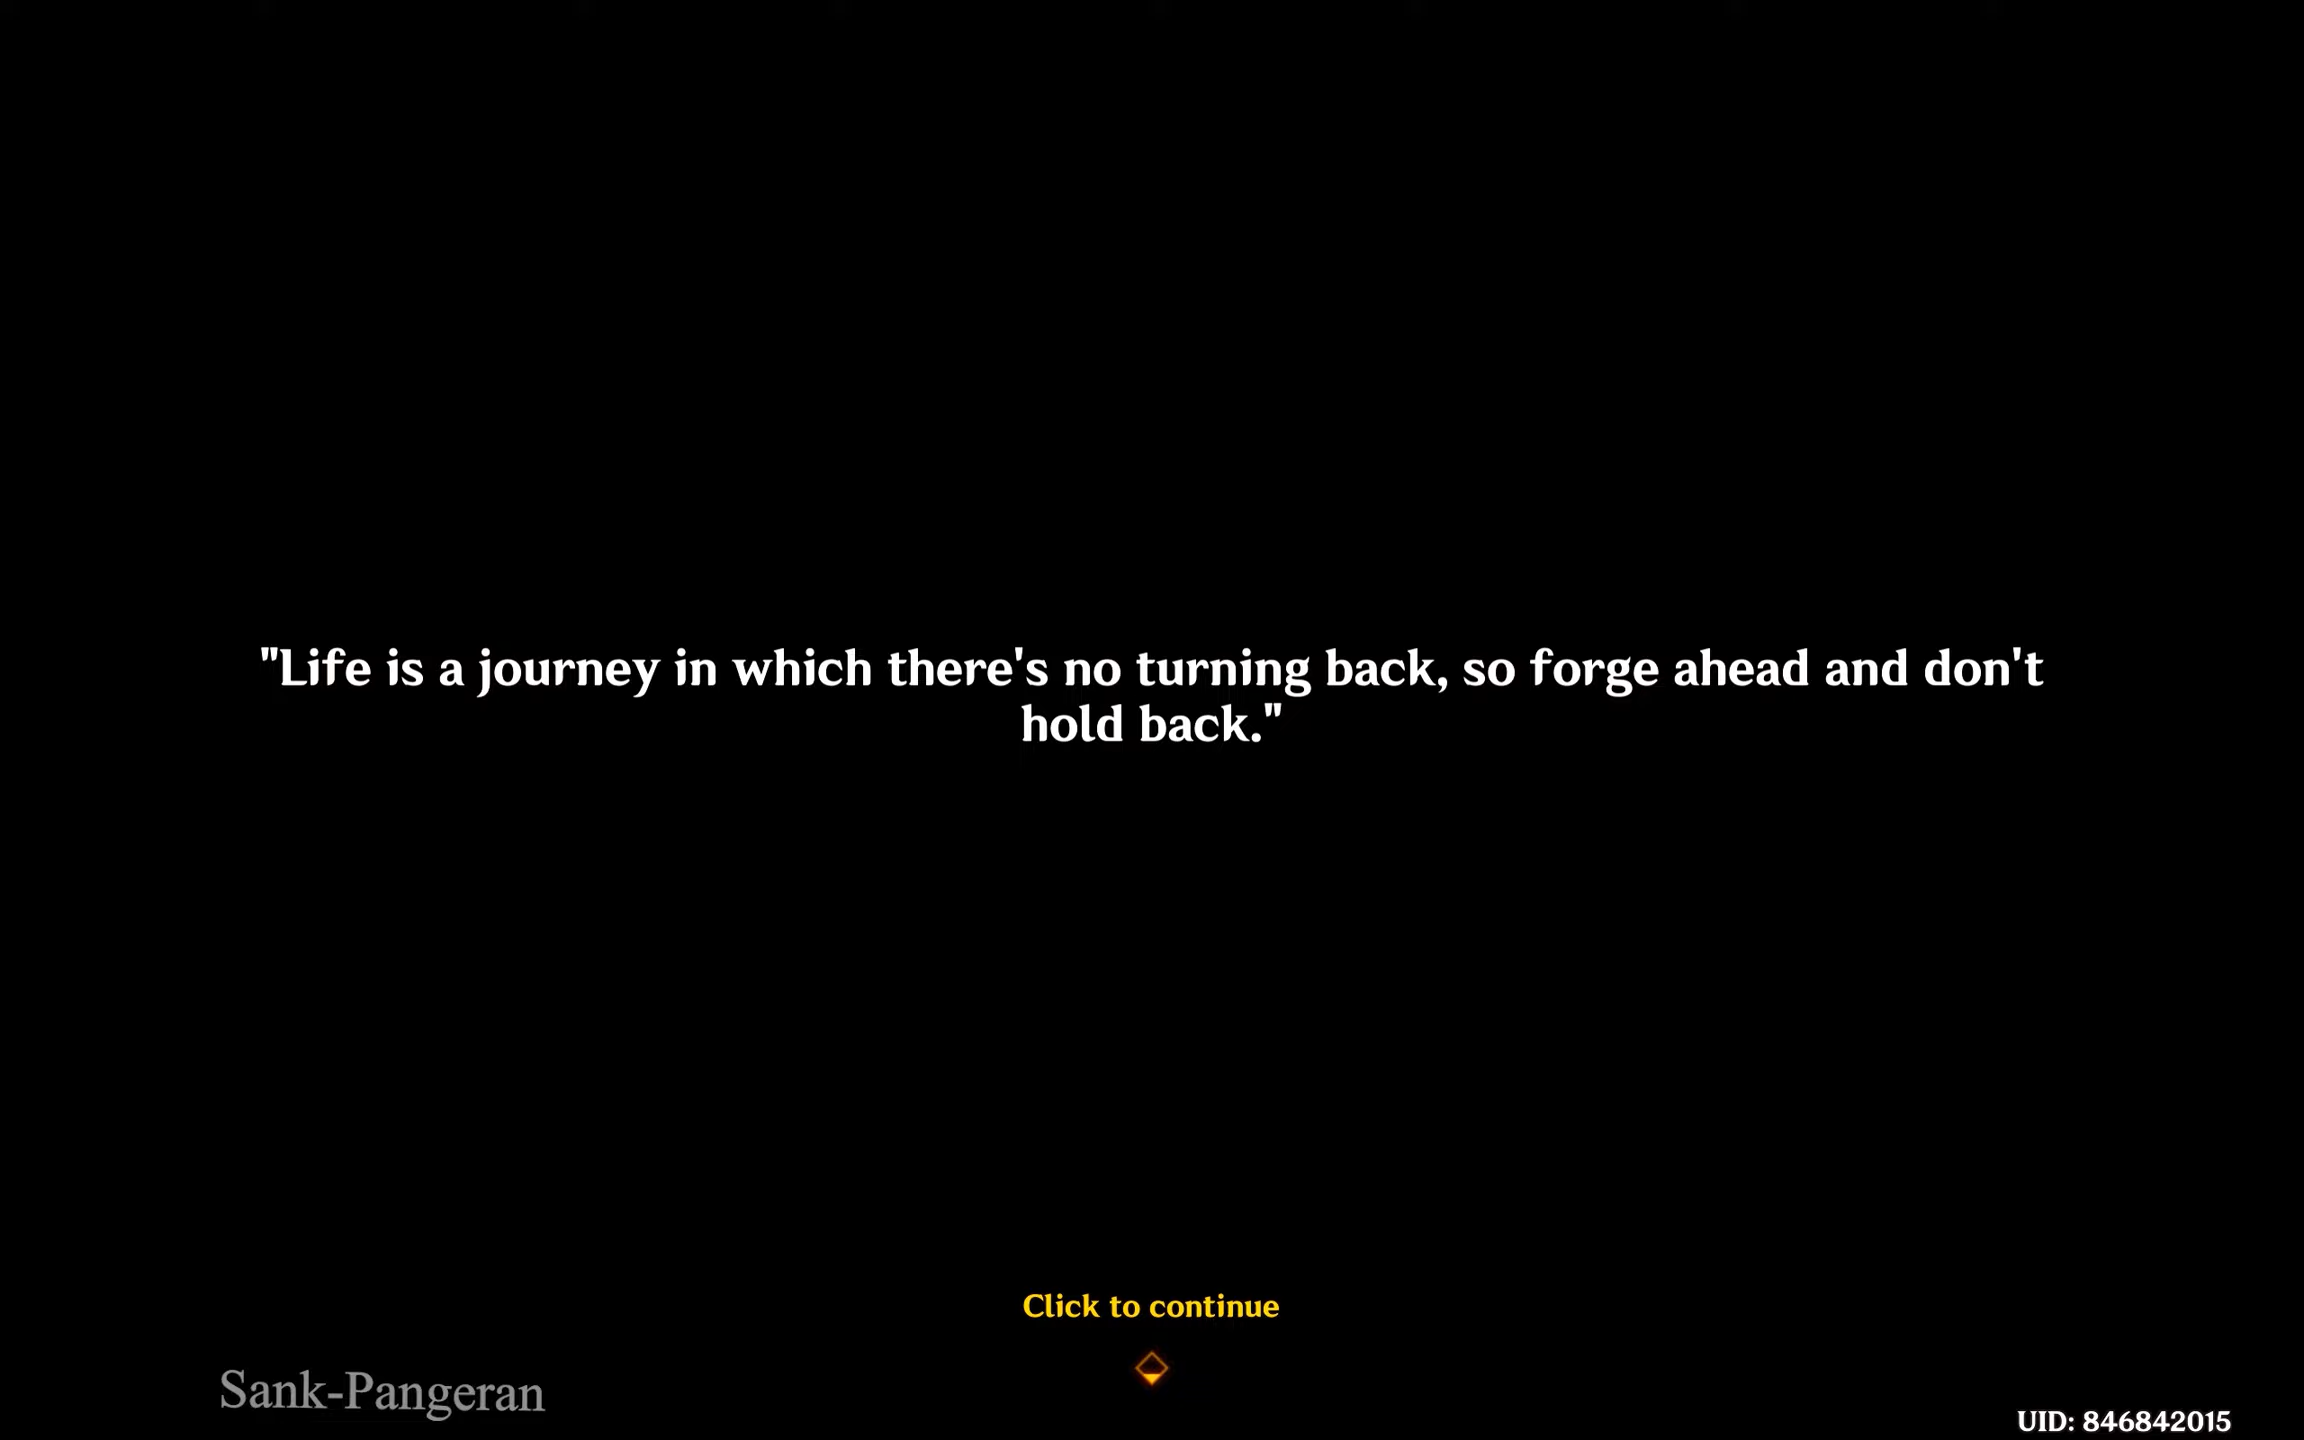 "Life is a journey in which there's no turning back, so forge ahead and don't
hold back."
Click to continue
Sank-Pangeran
UID: 846842015